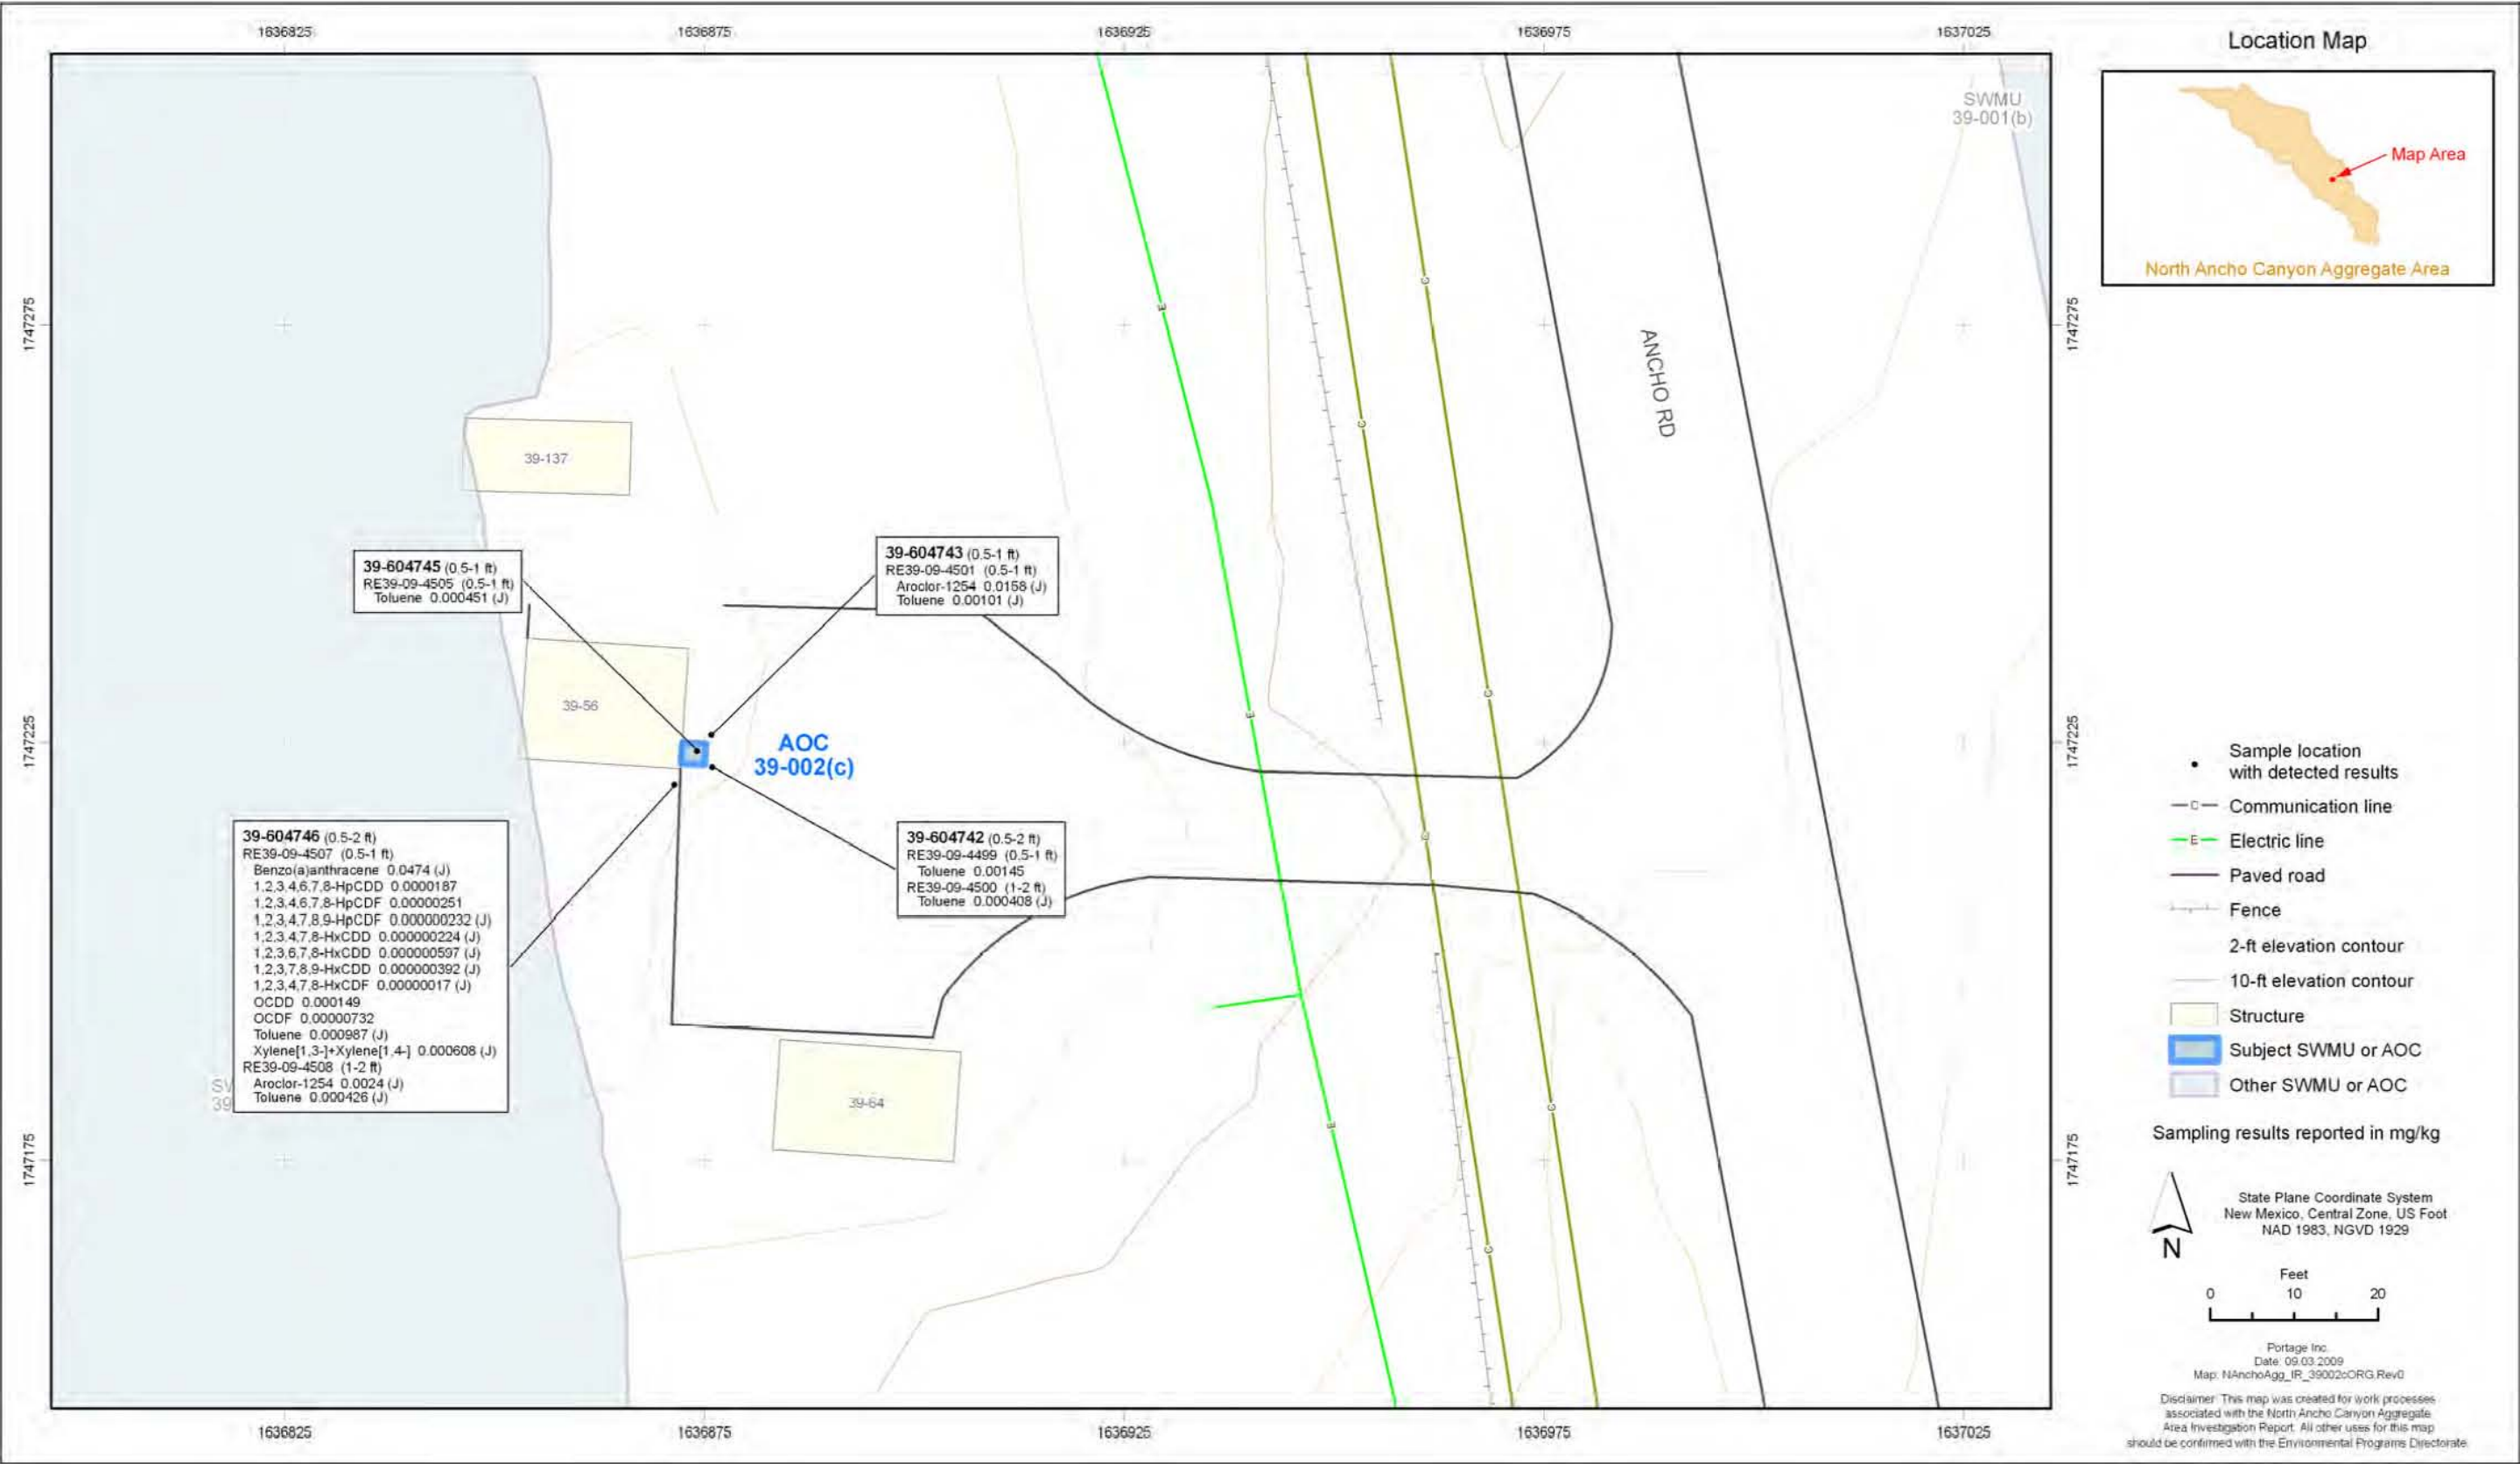 1636825 1636875 1636925 1636975 1637025
Location Map
SWMU
39-001(b)
Map Area
North Ancho Canyon Aggregate Area
1747275
1747275
E
C
C
ANCHO RD
39-137
39-604745 (0.5-1 ft)
RE39-09-4505 (0.5-1 ft)
Toluene 0.000451 (J)
39-604743 (0.5-1 ft)
RE39-09-4501 (0.5-1 ft)
Aroclor-1254 0.0158 (J)
Toluene 0.00101 (J)
39-56
AOC
39-002(c)
E
C
C
1747225
1747225
39-604746 (0.5-2 ft)
RE39-09-4507 (0.5-1 ft)
Benzo(a)anthracene 0.0474 (J)
1,2,3,4,6,7,8-HpCDD 0.0000187
1,2,3,4,6,7,8-HpCDF 0.00000251
1,2,3,4,7,8,9-HpCDF 0.000000232 (J)
1,2,3,4,7,8-HxCDD 0.000000224 (J)
1,2,3,6,7,8-HxCDD 0.000000597 (J)
1,2,3,7,8,9-HxCDD 0.000000392 (J)
1,2,3,4,7,8-HxCDF 0.00000017 (J)
OCDD 0.000149
OCDF 0.00000732
Toluene 0.000987 (J)
Xylene[1,3-]+Xylene[1,4-] 0.000608 (J)
RE39-09-4508 (1-2 ft)
Aroclor-1254 0.0024 (J)
Toluene 0.000426 (J)
39-604742 (0.5-2 ft)
RE39-09-4499 (0.5-1 ft)
Toluene 0.00145
RE39-09-4500 (1-2 ft)
Toluene 0.000408 (J)
SW
39
39-64
E
C
C
1747175
1747175
1636825 1636875 1636925 1636975 1637025
Sample location
with detected results
C Communication line
E Electric line
Paved road
Fence
2-ft elevation contour
10-ft elevation contour
Structure
Subject SWMU or AOC
Other SWMU or AOC
Sampling results reported in mg/kg
N
State Plane Coordinate System
New Mexico, Central Zone, US Foot
NAD 1983, NGVD 1929
Feet
0 10 20
Portage Inc.
Date: 09.03.2009
Map: NAnchoAgg_IR_39002cORG.Rev0
Disclaimer: This map was created for work processes
associated with the North Ancho Canyon Aggregate
Area Investigation Report. All other uses for this map
should be confirmed with the Environmental Programs Directorate.